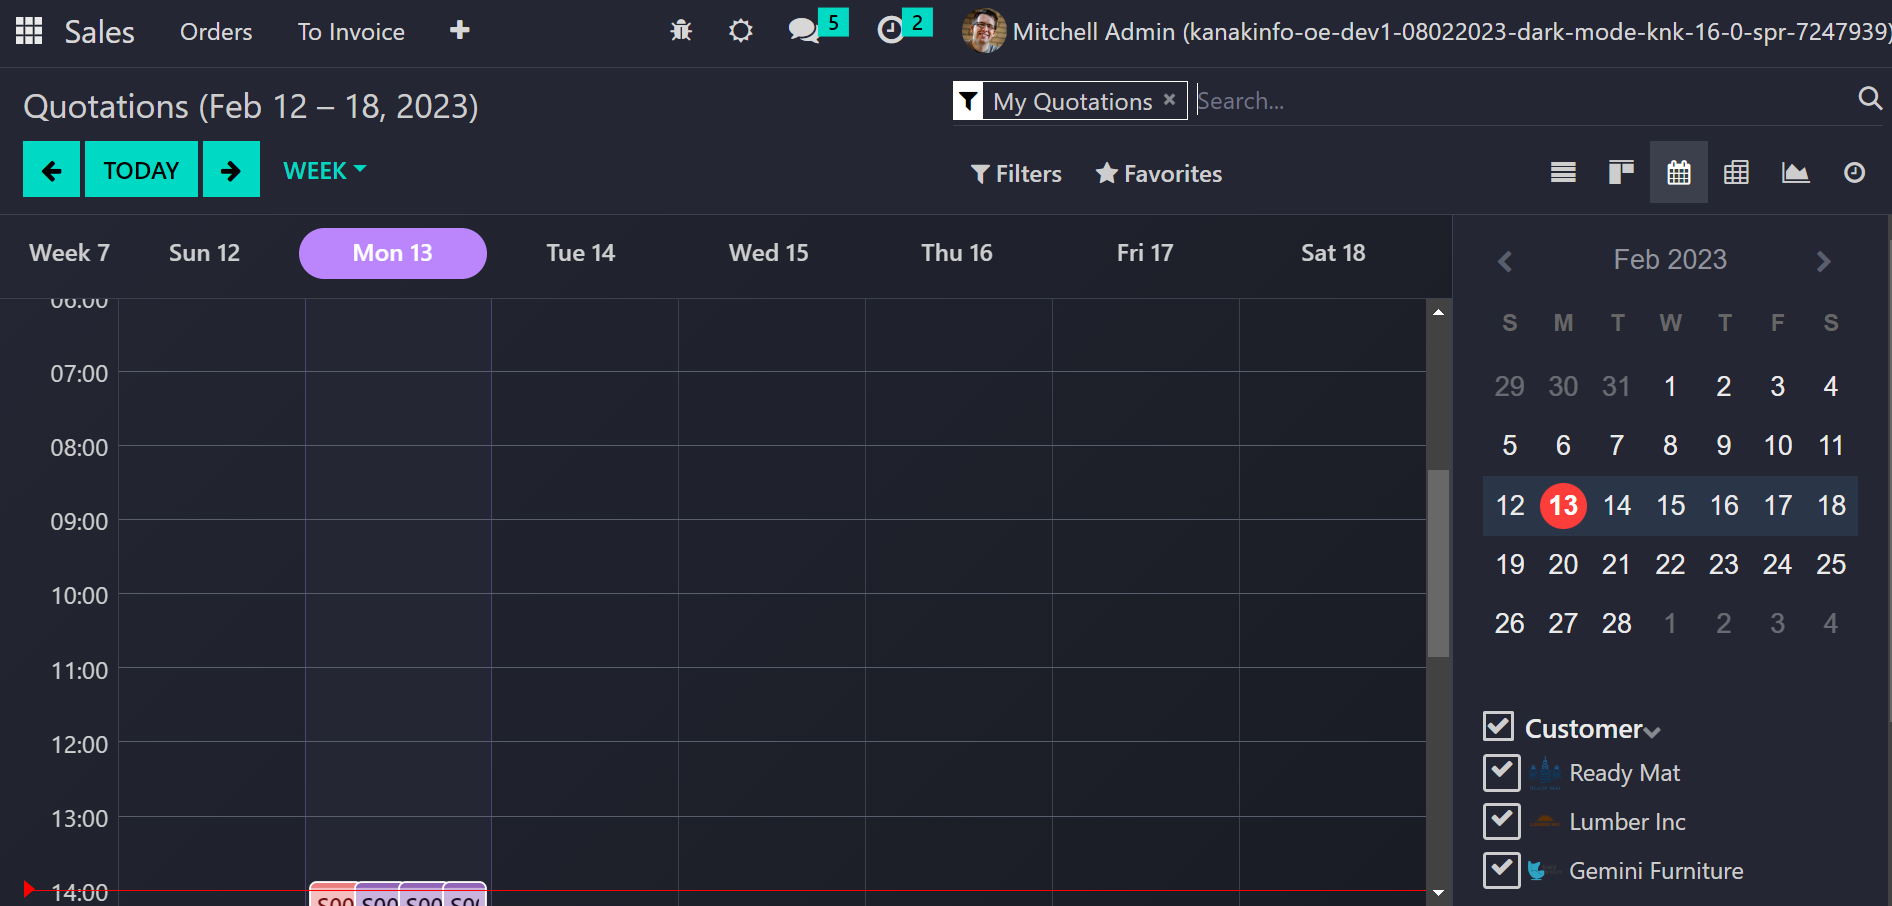 Sales Orders To Invoice 5 2 Mitchell Admin (kanakinfo-oe-dev1-08022023-dark-mode-knk-16-0-spr-7247939)
Quotations (Feb 12 – 18, 2023)
My Quotations × Search...
TODAY WEEK
Filters Favorites
Week 7 Sun 12 Mon 13 Tue 14 Wed 15 Thu 16 Fri 17 Sat 18
06:00
07:00
08:00
09:00
10:00
11:00
12:00
13:00
14:00
S00 S00 S00 S00
Feb 2023
S M T W T F S
29 30 31 1 2 3 4
5 6 7 8 9 10 11
12 13 14 15 16 17 18
19 20 21 22 23 24 25
26 27 28 1 2 3 4
Customer
Ready Mat
Lumber Inc
Gemini Furniture